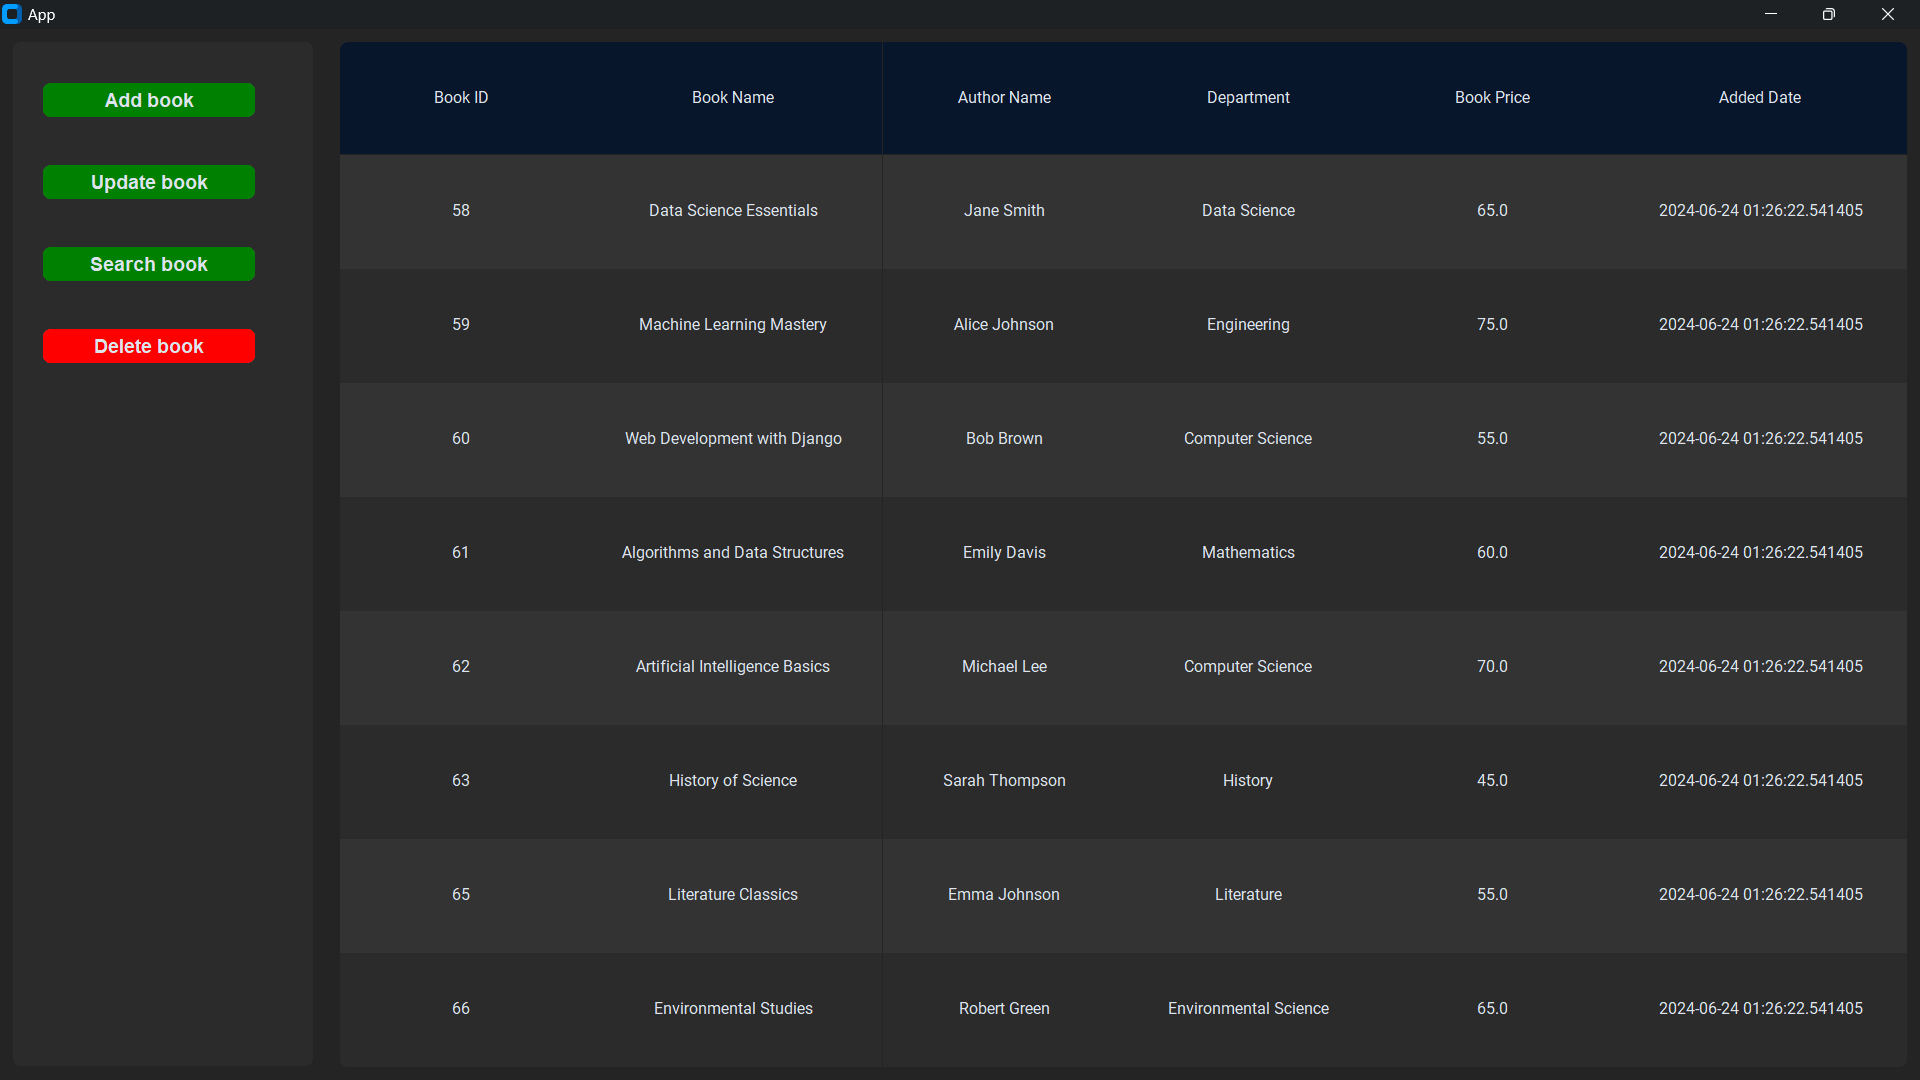 App
Add book
Update book
Search book
Delete book
Book ID Book Name Author Name Department Book Price Added Date
58 Data Science Essentials Jane Smith Data Science 65.0 2024-06-24 01:26:22.541405
59 Machine Learning Mastery Alice Johnson Engineering 75.0 2024-06-24 01:26:22.541405
60 Web Development with Django Bob Brown Computer Science 55.0 2024-06-24 01:26:22.541405
61 Algorithms and Data Structures Emily Davis Mathematics 60.0 2024-06-24 01:26:22.541405
62 Artificial Intelligence Basics Michael Lee Computer Science 70.0 2024-06-24 01:26:22.541405
63 History of Science Sarah Thompson History 45.0 2024-06-24 01:26:22.541405
65 Literature Classics Emma Johnson Literature 55.0 2024-06-24 01:26:22.541405
66 Environmental Studies Robert Green Environmental Science 65.0 2024-06-24 01:26:22.541405